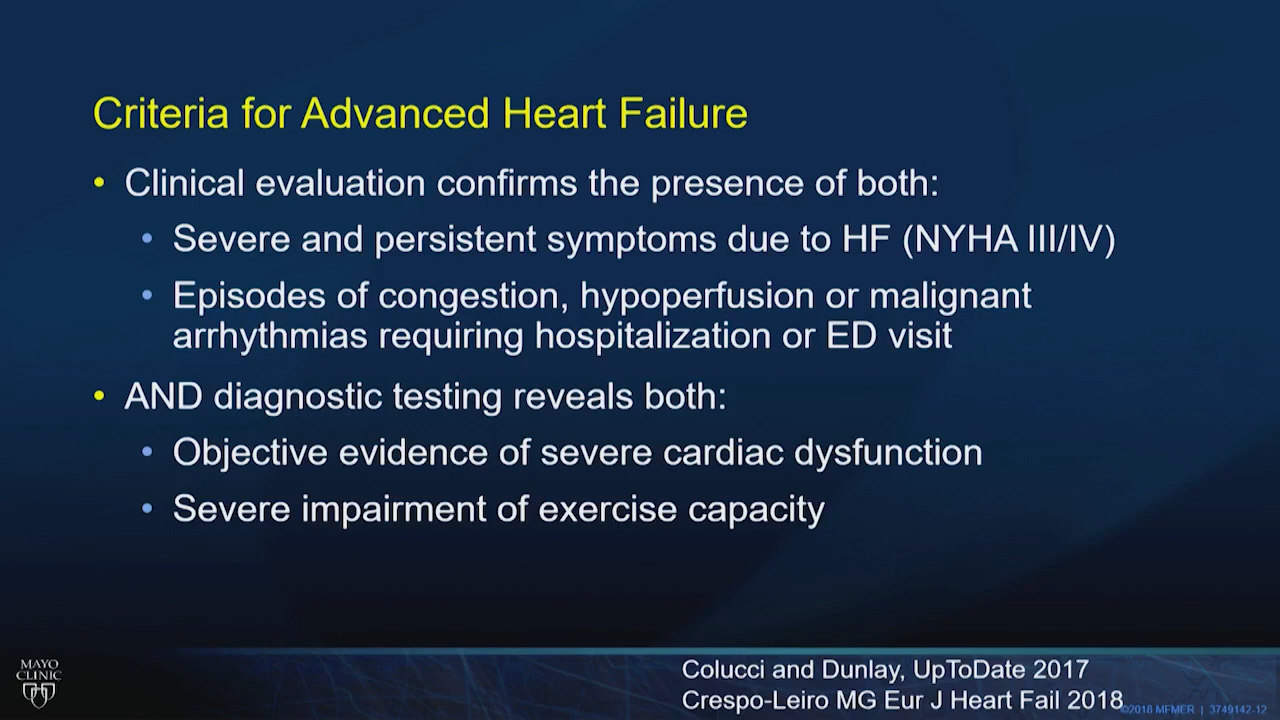 Criteria for Advanced Heart Failure
• Clinical evaluation confirms the presence of both:
• Severe and persistent symptoms due to HF (NYHA III/IV)
• Episodes of congestion, hypoperfusion or malignant
arrhythmias requiring hospitalization or ED visit
• AND diagnostic testing reveals both:
• Objective evidence of severe cardiac dysfunction
• Severe impairment of exercise capacity
MAYO
CLINIC
Colucci and Dunlay, UpToDate 2017
Crespo-Leiro MG Eur J Heart Fail 2018
©2018 MFMER | 3749142-12